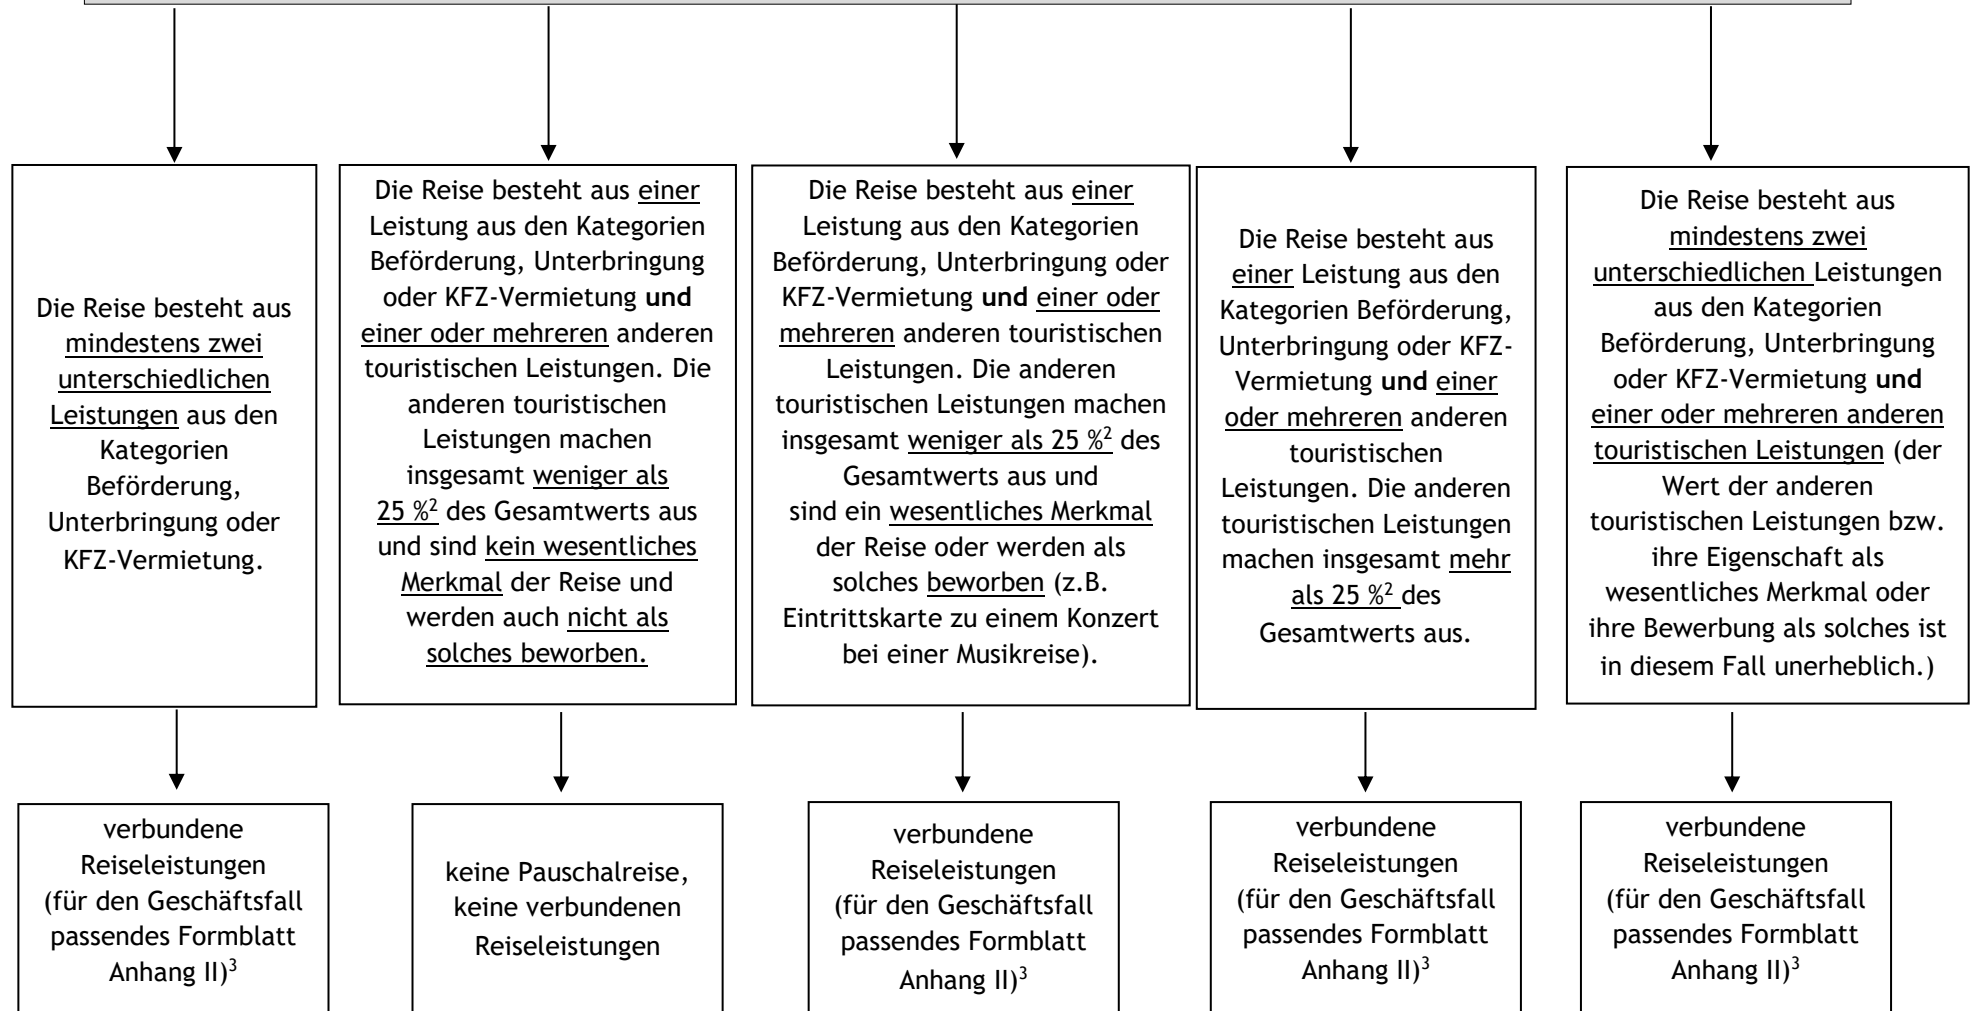 Die Reise besteht aus
mindestens zwei
unterschiedlichen
Leistungen aus den
Kategorien
Beförderung,
Unterbringung oder
KFZ-Vermietung.
Die Reise besteht aus einer
Leistung aus den Kategorien
Beförderung, Unterbringung
oder KFZ-Vermietung und
einer oder mehreren anderen
touristischen Leistungen. Die
anderen touristischen
Leistungen machen
insgesamt weniger als
25 %² des Gesamtwerts aus
und sind kein wesentliches
Merkmal der Reise und
werden auch nicht als
solches beworben.
Die Reise besteht aus einer
Leistung aus den Kategorien
Beförderung, Unterbringung oder
KFZ-Vermietung und einer oder
mehreren anderen touristischen
Leistungen. Die anderen
touristischen Leistungen machen
insgesamt weniger als 25 %² des
Gesamtwerts aus und
sind ein wesentliches Merkmal
der Reise oder werden als
solches beworben (z.B.
Eintrittskarte zu einem Konzert
bei einer Musikreise).
Die Reise besteht aus
einer Leistung aus den
Kategorien Beförderung,
Unterbringung oder KFZ-
Vermietung und einer
oder mehreren anderen
touristischen
Leistungen. Die anderen
touristischen Leistungen
machen insgesamt mehr
als 25 %² des
Gesamtwerts aus.
Die Reise besteht aus
mindestens zwei
unterschiedlichen Leistungen
aus den Kategorien
Beförderung, Unterbringung
oder KFZ-Vermietung und
einer oder mehreren anderen
touristischen Leistungen (der
Wert der anderen
touristischen Leistungen bzw.
ihre Eigenschaft als
wesentliches Merkmal oder
ihre Bewerbung als solches ist
in diesem Fall unerheblich.)
verbundene
Reiseleistungen
(für den Geschäftsfall
passendes Formblatt
Anhang II)³
keine Pauschalreise,
keine verbundenen
Reiseleistungen
verbundene
Reiseleistungen
(für den Geschäftsfall
passendes Formblatt
Anhang II)³
verbundene
Reiseleistungen
(für den Geschäftsfall
passendes Formblatt
Anhang II)³
verbundene
Reiseleistungen
(für den Geschäftsfall
passendes Formblatt
Anhang II)³